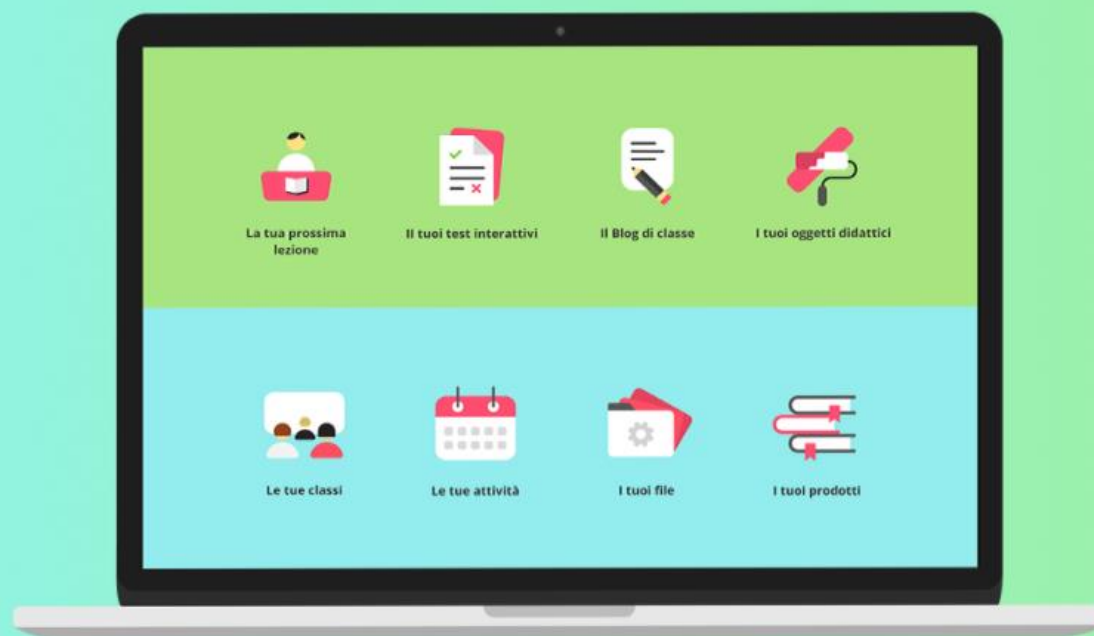 La tua prossima
lezione
II tuoi test interattivi
Il Blog di classe
I tuoi oggetti didattici
Le tue classi
Le tue attività
I tuoi file
I tuoi prodotti